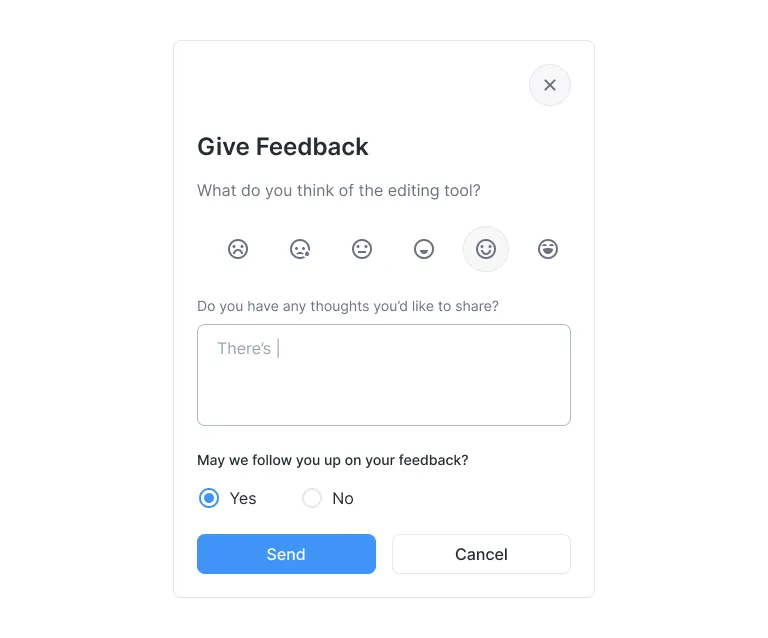 Give Feedback
What do you think of the editing tool?
Do you have any thoughts you’d like to share?
There’s
May we follow you up on your feedback?
Yes No
Send Cancel